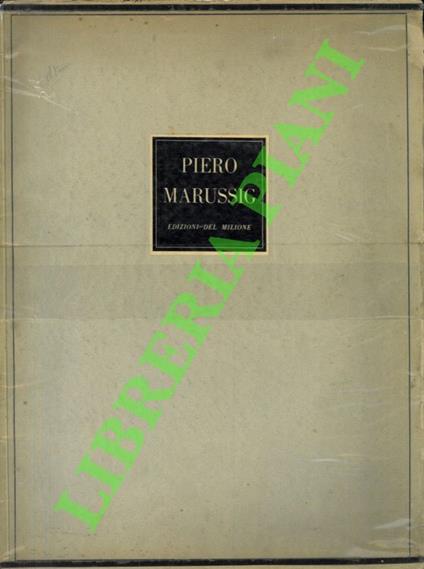 PIERO
MARUSSIG
EDIZIONI-DEL MILIONE
LIBRERIA PIANI